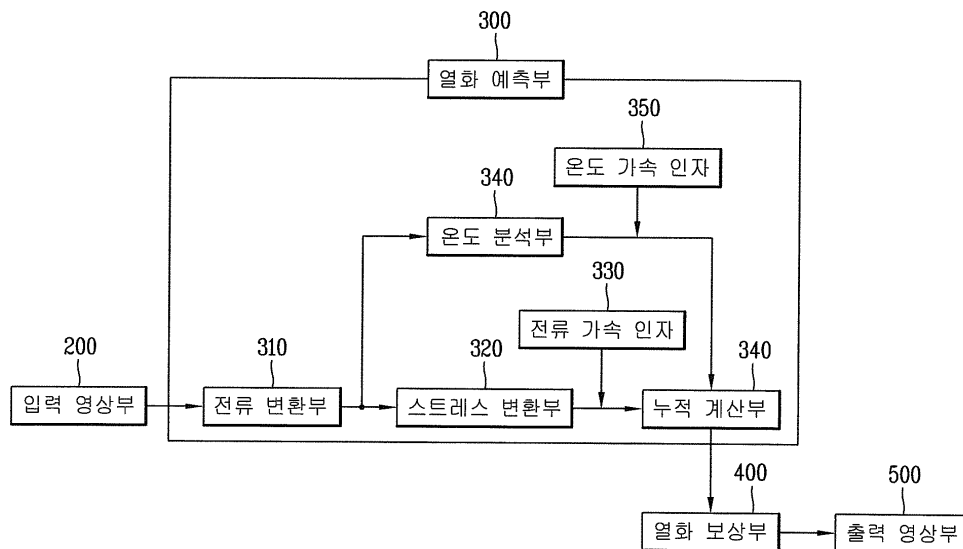 300
열화 예측부
350
온도 가속 인자
340
온도 분석부
330
전류 가속 인자
200
입력 영상부
310
전류 변환부
320
스트레스 변환부
340
누적 계산부
400
열화 보상부
500
출력 영상부